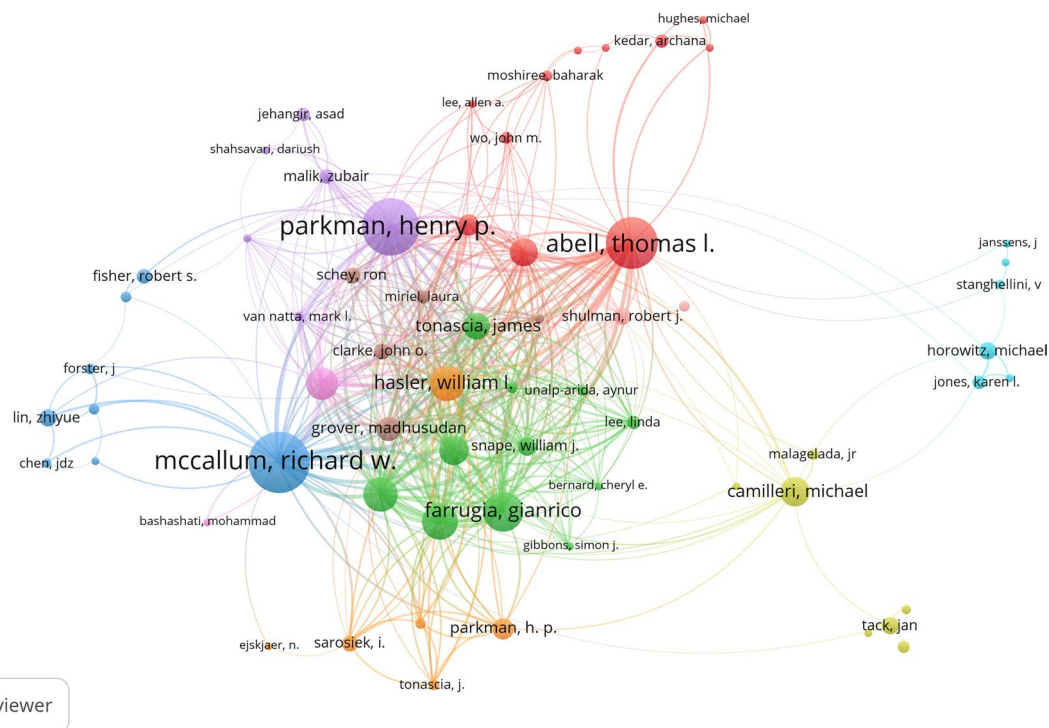 hughes, michael
kedar, archana
moshiree, baharak
lee, allen a.
jehangir, asad
wo, john m.
shahsavari, dariush
malik, zubair
parkman, henry p.
abell, thomas l.
janssens, j
fisher, robert s.
schey, ron
stanghellini, v
miriel, laura
van natta, mark l.
tonascia, james
shulman, robert j.
clarke, john o.
horowitz, michael
forster, j
hasler, william l.
unalp-arida, aynur
jones, karen l.
lin, zhiyue
grover, madhusudan
lee, linda
snape, william j.
malagelada, jr
chen, jdz
mccallum, richard w.
bernard, cheryl e.
camilleri, michael
farrugia, gianrico
bashashati, mohammad
gibbons, simon j.
parkman, h. p.
tack, jan
ejskjaer, n.
sarosiek, i.
tonascia, j.
viewer